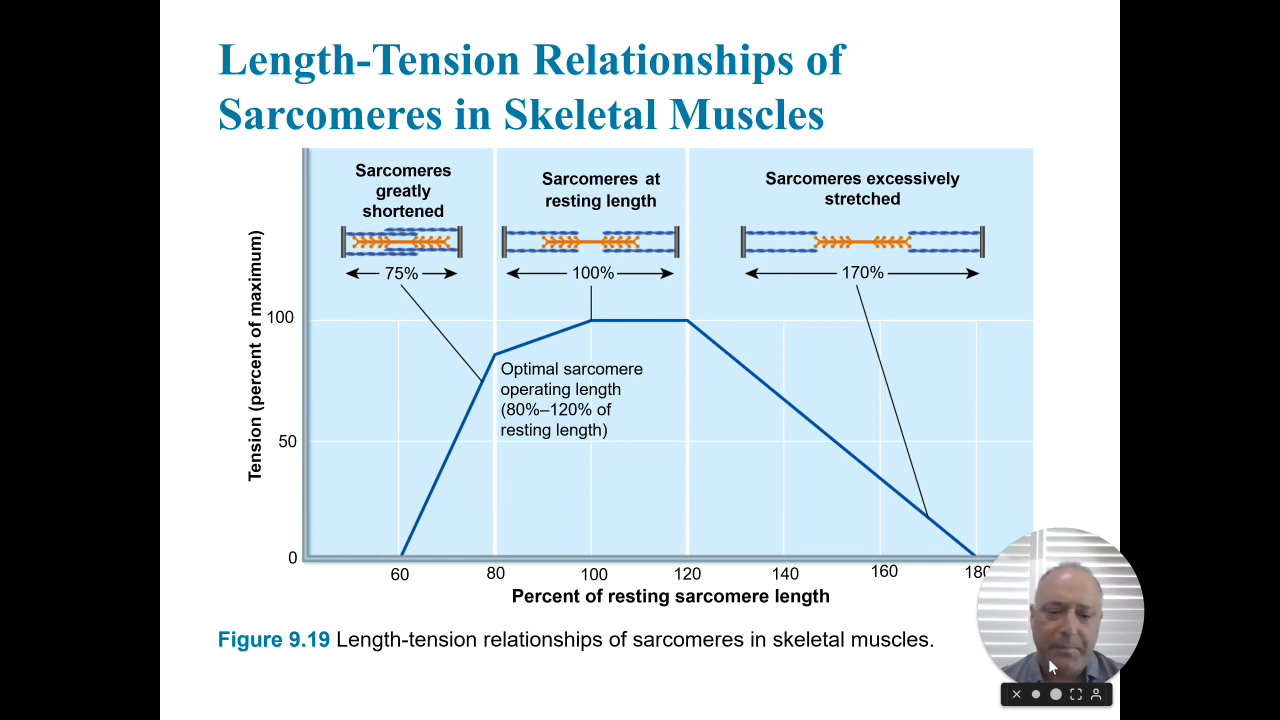 Length-Tension Relationships of
Sarcomeres in Skeletal Muscles
Sarcomeres
greatly
shortened
Sarcomeres at
resting length
Sarcomeres excessively
stretched
75%
100%
170%
Tension (percent of maximum)
100
50
0
Optimal sarcomere
operating length
(80%–120% of
resting length)
60
80
100
120
140
160
180
Percent of resting sarcomere length
Figure 9.19 Length-tension relationships of sarcomeres in skeletal muscles.